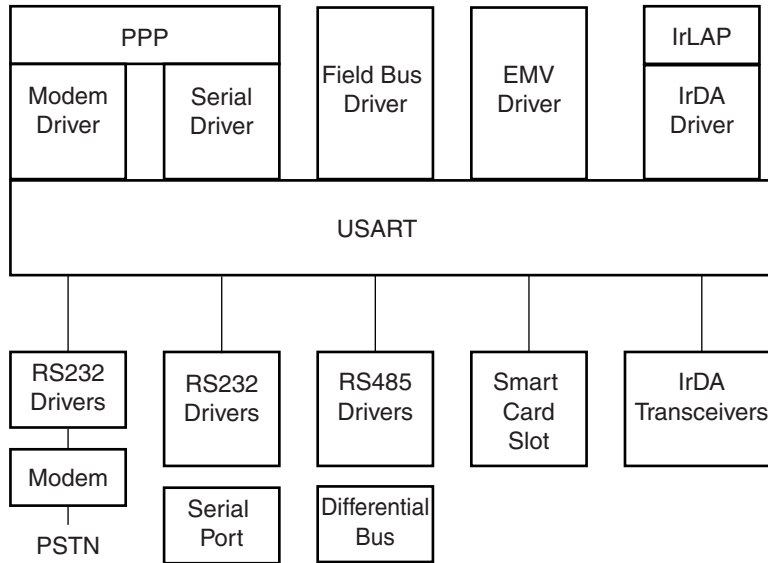 PPP
IrLAP
Modem
Driver
Serial
Driver
Field Bus
Driver
EMV
Driver
IrDA
Driver
USART
RS232
Drivers
RS232
Drivers
RS485
Drivers
Smart
Card
Slot
IrDA
Transceivers
Modem
Serial
Port
Differential
Bus
PSTN